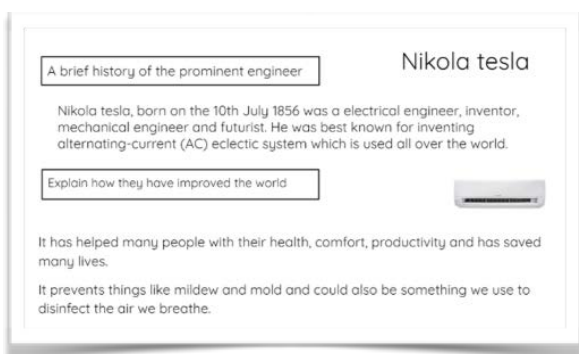 Nikola tesla
A brief history of the prominent engineer
Nikola tesla, born on the 10th July 1856 was a electrical engineer, inventor,
mechanical engineer and futurist. He was best known for inventing
alternating-current (AC) eclectic system which is used all over the world.
Explain how they have improved the world
It has helped many people with their health, comfort, productivity and has saved
many lives.
It prevents things like mildew and mold and could also be something we use to
disinfect the air we breathe.